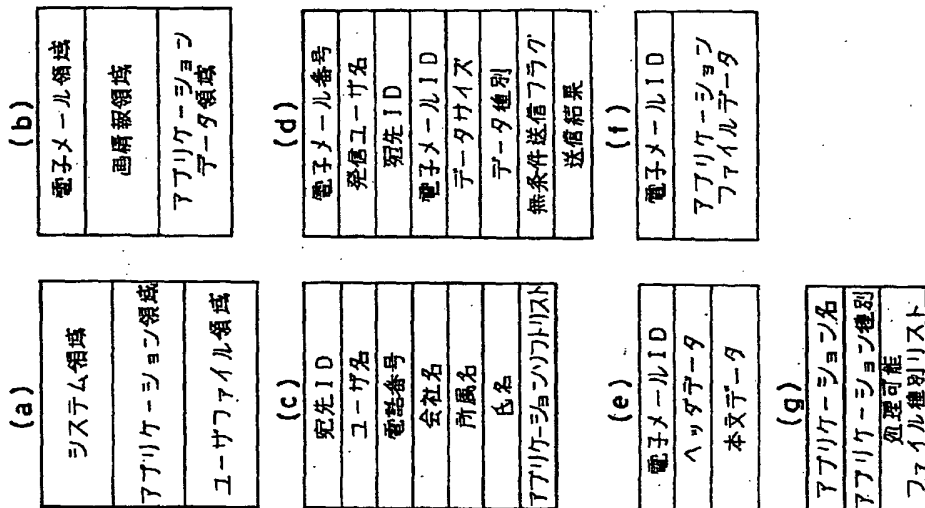 (a)
システム領域
アプリケーション領域
ユーザファイル領域
(b)
電子メール領域
画情報領域
アプリケーション
データ領域
(c)
宛先ID
ユーザ名
電話番号
会社名
所属名
氏名
アプリケーションソフトリスト
(d)
電子メール番号
発信ユーザ名
宛先ID
電子メールID
データサイズ
データ種別
無条件送信フラグ
送信結果
(e)
電子メールID
ヘッダデータ
本文データ
(f)
電子メールID
アプリケーション
ファイルデータ
(g)
アプリケーション名
アプリケーション種別
処理可能
ファイル種別リスト